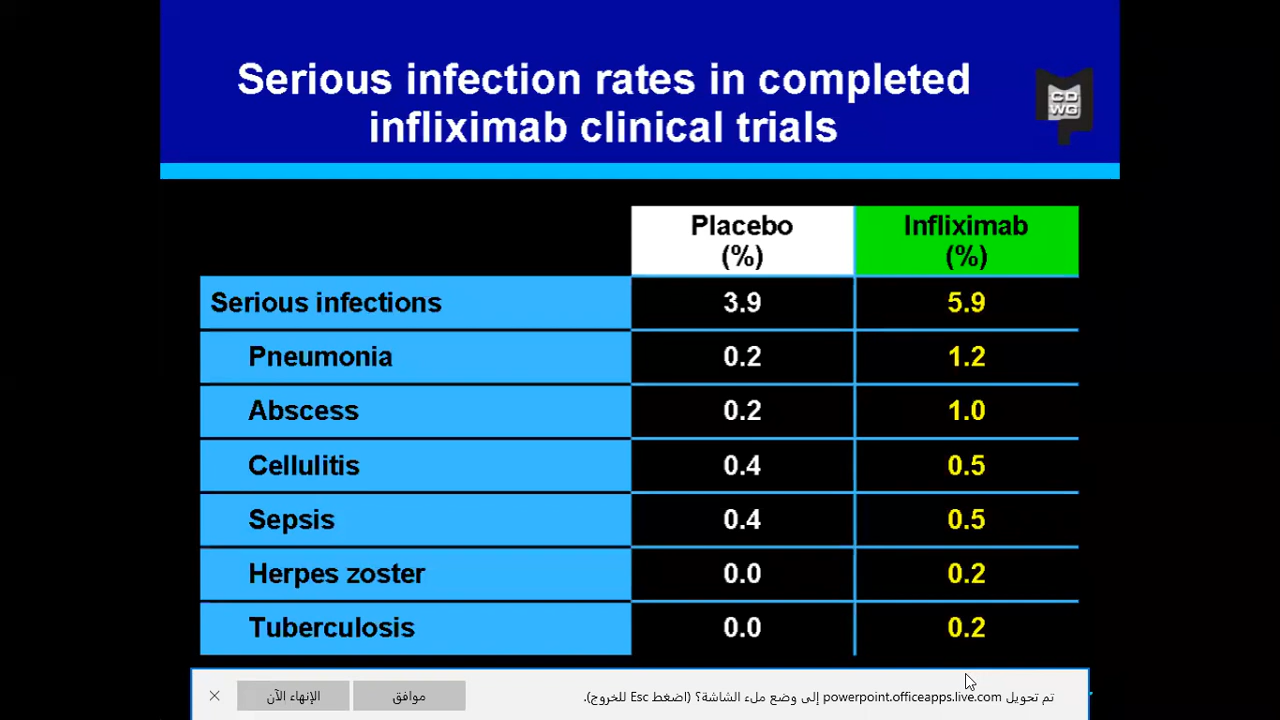 Serious infection rates in completed
infliximab clinical trials
CD
WG
Placebo
(%)
Infliximab
(%)
Serious infections 3.9 5.9
Pneumonia 0.2 1.2
Abscess 0.2 1.0
Cellulitis 0.4 0.5
Sepsis 0.4 0.5
Herpes zoster 0.0 0.2
Tuberculosis 0.0 0.2
تم تحويل powerpoint.officeapps.live.com إلى وضع ملء الشاشة؟ (اضغط Esc للخروج).
موافق
الإنهاء الآن